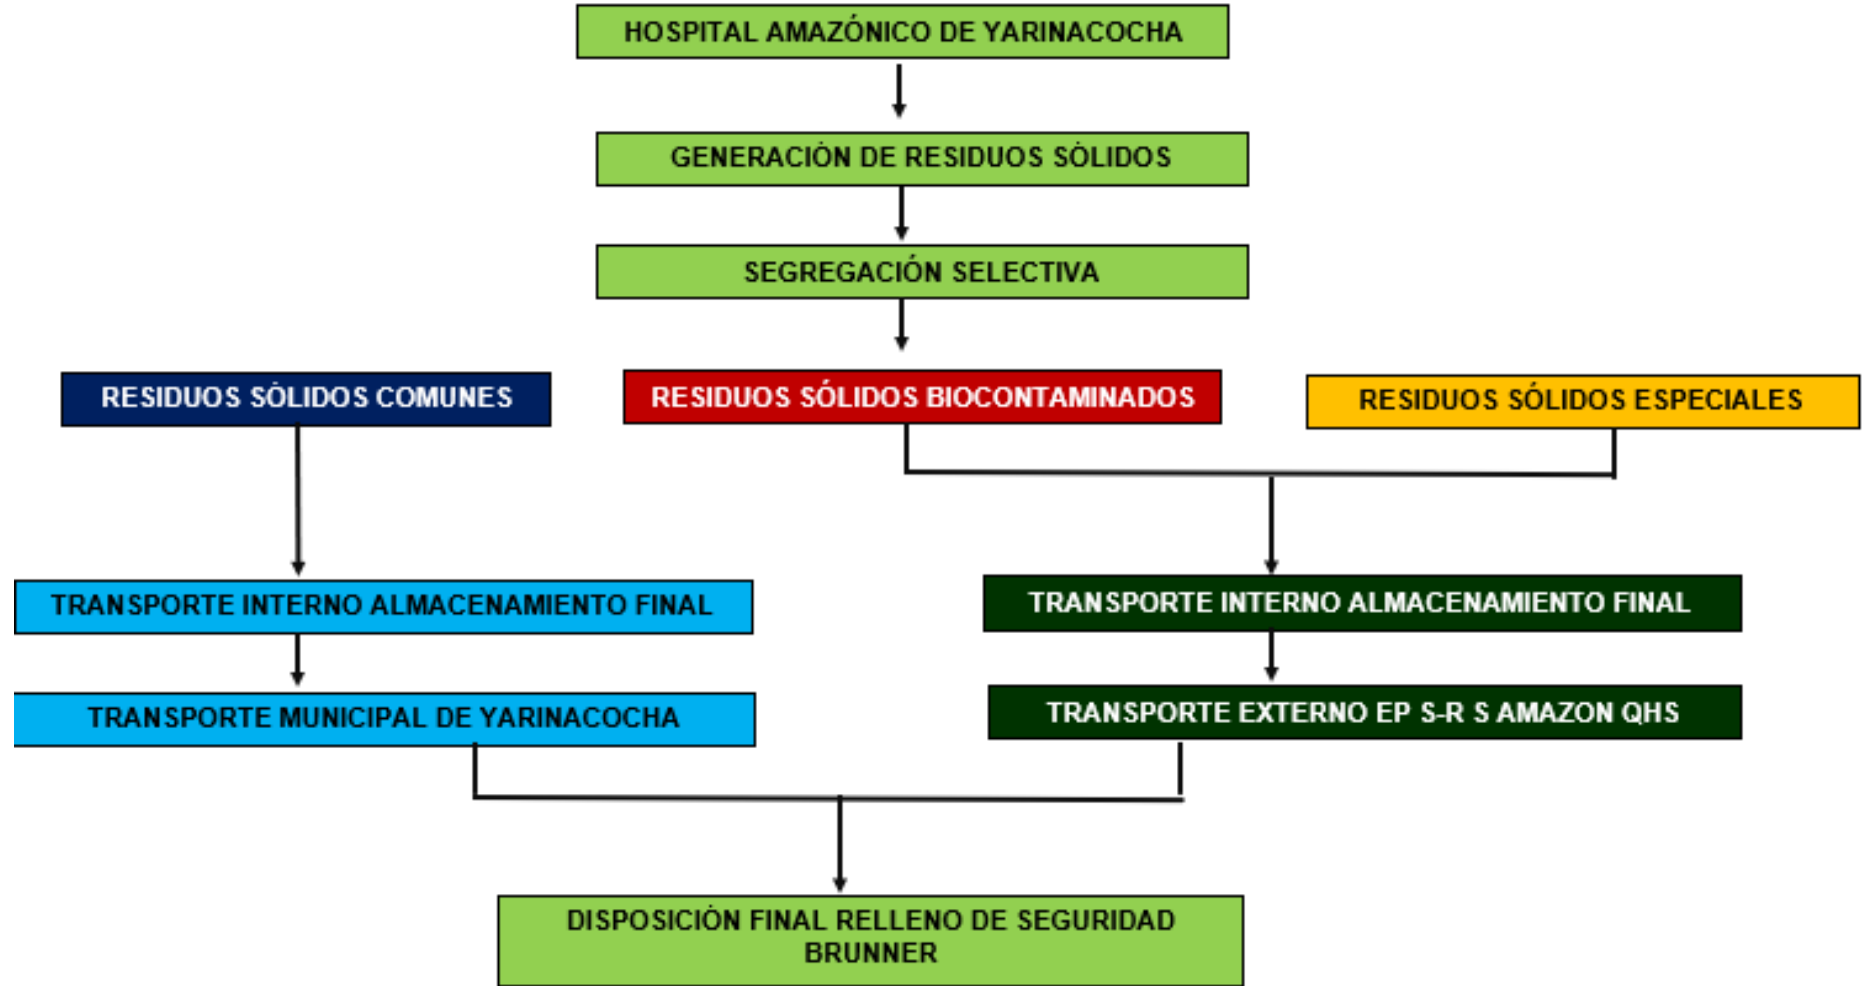 HOSPITAL AMAZÓNICO DE YARINACOCHA
GENERACIÓN DE RESIDUOS SÓLIDOS
SEGREGACIÓN SELECTIVA
RESIDUOS SÓLIDOS COMUNES
RESIDUOS SÓLIDOS BIOCONTAMINADOS
RESIDUOS SÓLIDOS ESPECIALES
TRANSPORTE INTERNO ALMACENAMIENTO FINAL
TRANSPORTE INTERNO ALMACENAMIENTO FINAL
TRANSPORTE MUNICIPAL DE YARINACOCHA
TRANSPORTE EXTERNO EP S-R S AMAZON QHS
DISPOSICIÓN FINAL RELLENO DE SEGURIDAD
BRUNNER